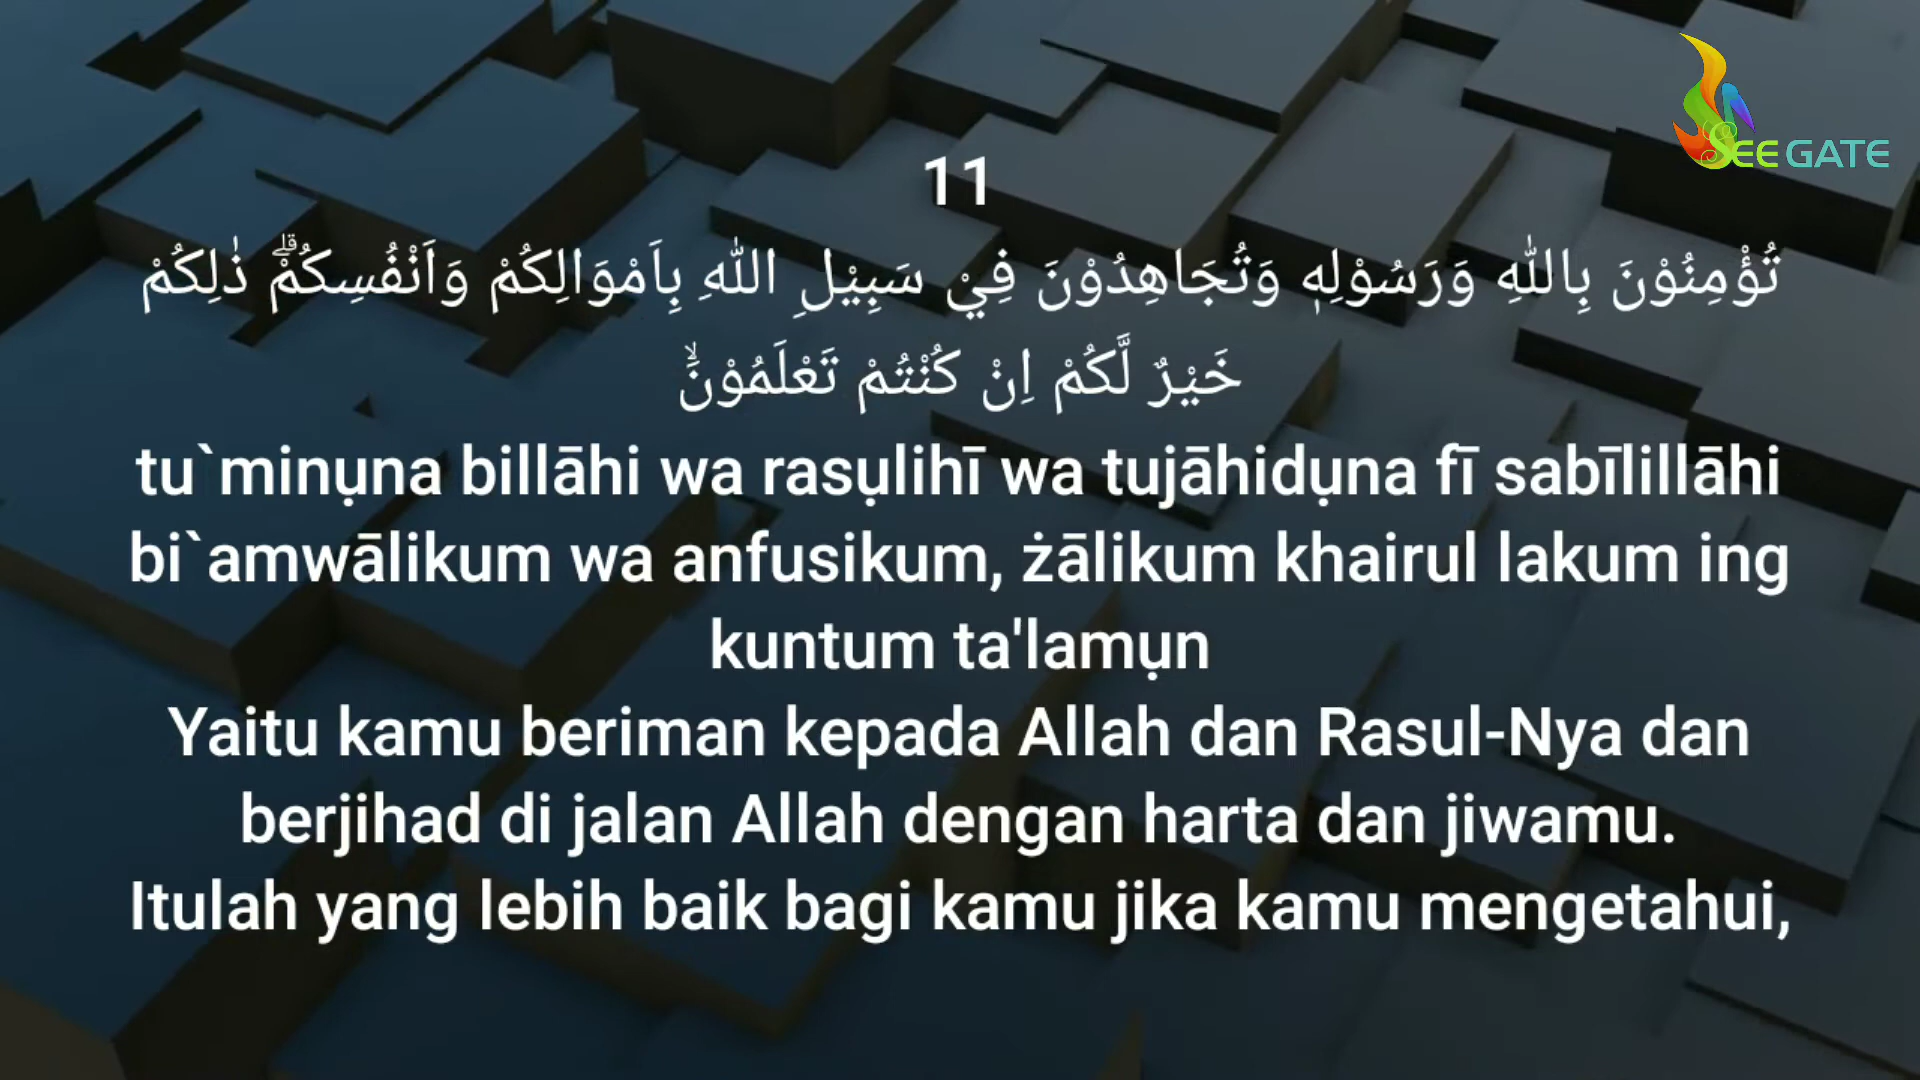 SEE GATE
11
تُؤْمِنُوْنَ بِاللّٰهِ وَرَسُوْلِهٖ وَتُجَاهِدُوْنَ فِيْ سَبِيْلِ اللّٰهِ بِاَمْوَالِكُمْ وَاَنْفُسِكُمْۗ ذٰلِكُمْ
خَيْرٌ لَّكُمْ اِنْ كُنْتُمْ تَعْلَمُوْنَۙ
tu`minụna billāhi wa rasụlihī wa tujāhidụna fī sabīlillāhi
bi`amwālikum wa anfusikum, żālikum khairul lakum ing
kuntum ta'lamụn
Yaitu kamu beriman kepada Allah dan Rasul-Nya dan
berjihad di jalan Allah dengan harta dan jiwamu.
Itulah yang lebih baik bagi kamu jika kamu mengetahui,